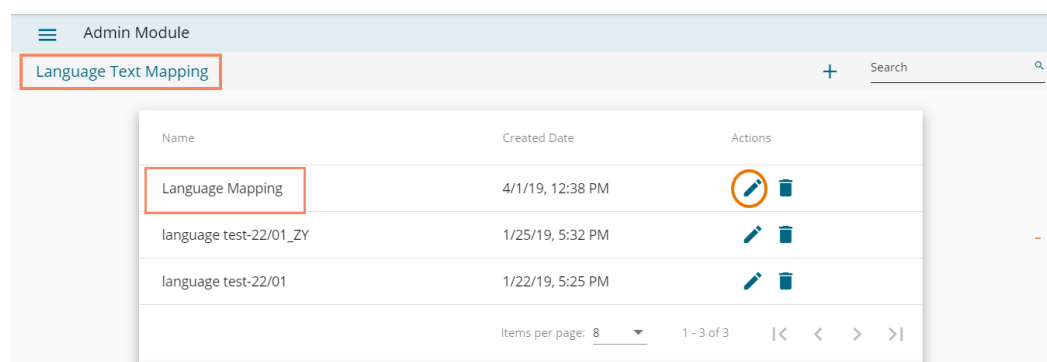 Admin Module
Language Text Mapping
Search
Name Created Date Actions
Language Mapping 4/1/19, 12:38 PM
language test-22/01_ZY 1/25/19, 5:32 PM
language test-22/01 1/22/19, 5:25 PM
Items per page: 8 1 - 3 of 3